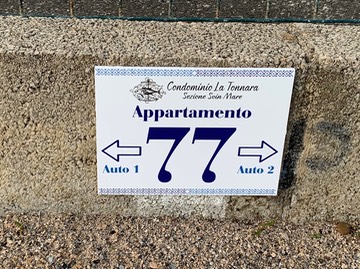 Condominio La Tonnara
Sezione Soin Mare
Appartamento
77
Auto 1 Auto 2